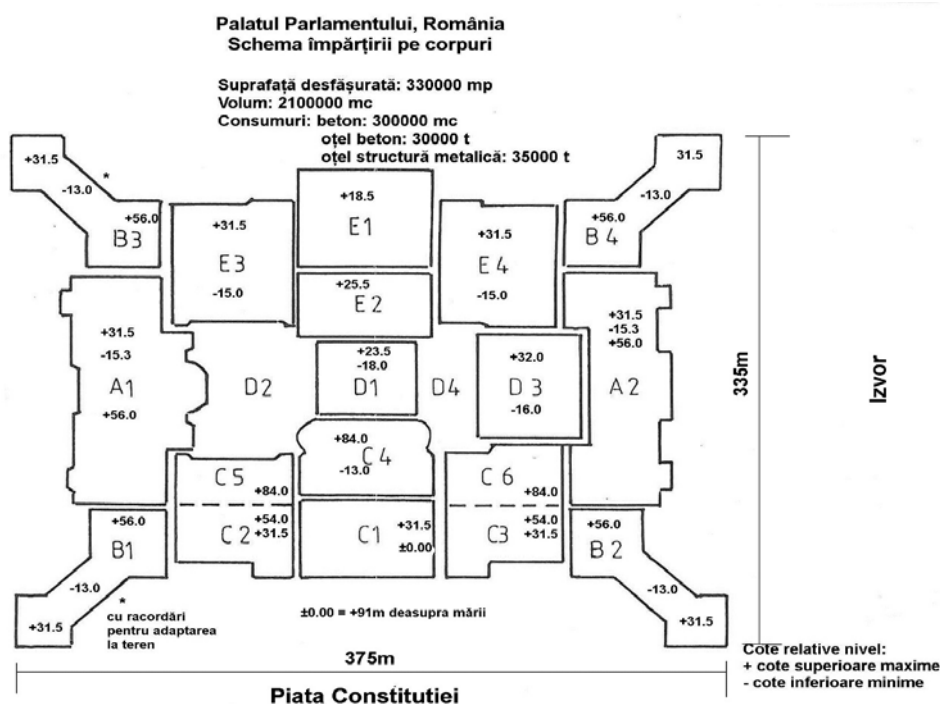 Palatul Parlamentului, România
Schema împărțirii pe corpuri
Suprafață desfășurată: 330000 mp
Volum: 2100000 mc
Consumuri: beton: 300000 mc
oțel beton: 30000 t
oțel structură metalică: 35000 t
+31.5
-13.0
*
+56.0
B3
+31.5
E3
-15.0
+18.5
E1
+25.5
E2
+31.5
E4
-15.0
31.5
-13.0
+56.0
B4
+31.5
-15.3
A1
+56.0
D2
+23.5
-18.0
D1
D4
+32.0
D3
-16.0
+31.5
-15.3
+56.0
A2
335m
Izvor
+84.0
C4
-13.0
C5
+84.0
+54.0
C2
+31.5
+31.5
C1
±0.00
C6
+84.0
+54.0
C3
+31.5
+56.0
B1
-13.0
+31.5
*
cu racordări
pentru adaptarea
la teren
+56.0
B2
-13.0
+31.5
±0.00 = +91m deasupra mării
375m
Piata Constitutiei
Cote relative nivel:
+ cote superioare maxime
- cote inferioare minime